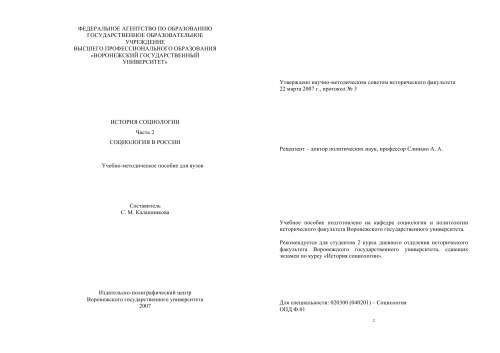 ФЕДЕРАЛЬНОЕ АГЕНТСТВО ПО ОБРАЗОВАНИЮ
ГОСУДАРСТВЕННОЕ ОБРАЗОВАТЕЛЬНОЕ
УЧРЕЖДЕНИЕ
ВЫСШЕГО ПРОФЕССИОНАЛЬНОГО ОБРАЗОВАНИЯ
«ВОРОНЕЖСКИЙ ГОСУДАРСТВЕННЫЙ
УНИВЕРСИТЕТ»
ИСТОРИЯ СОЦИОЛОГИИ
Часть 2
СОЦИОЛОГИЯ В РОССИИ
Учебно-методическое пособие для вузов
Составитель
С. М. Калашникова
Издательско-полиграфический центр
Воронежского государственного университета
2007
Утверждено научно-методическим советом исторического факультета
22 марта 2007 г., протокол № 3
Рецензент – доктор политических наук, профессор Слинько А. А.
Учебное пособие подготовлено на кафедре социологии и политологии
исторического факультета Воронежского государственного университета.
Рекомендуется для студентов 2 курса дневного отделения исторического
факультета Воронежского государственного университета, сдающих
экзамен по курсу «История социологии».
Для специальности: 020300 (040201) – Социология
ОПД.Ф.01
2